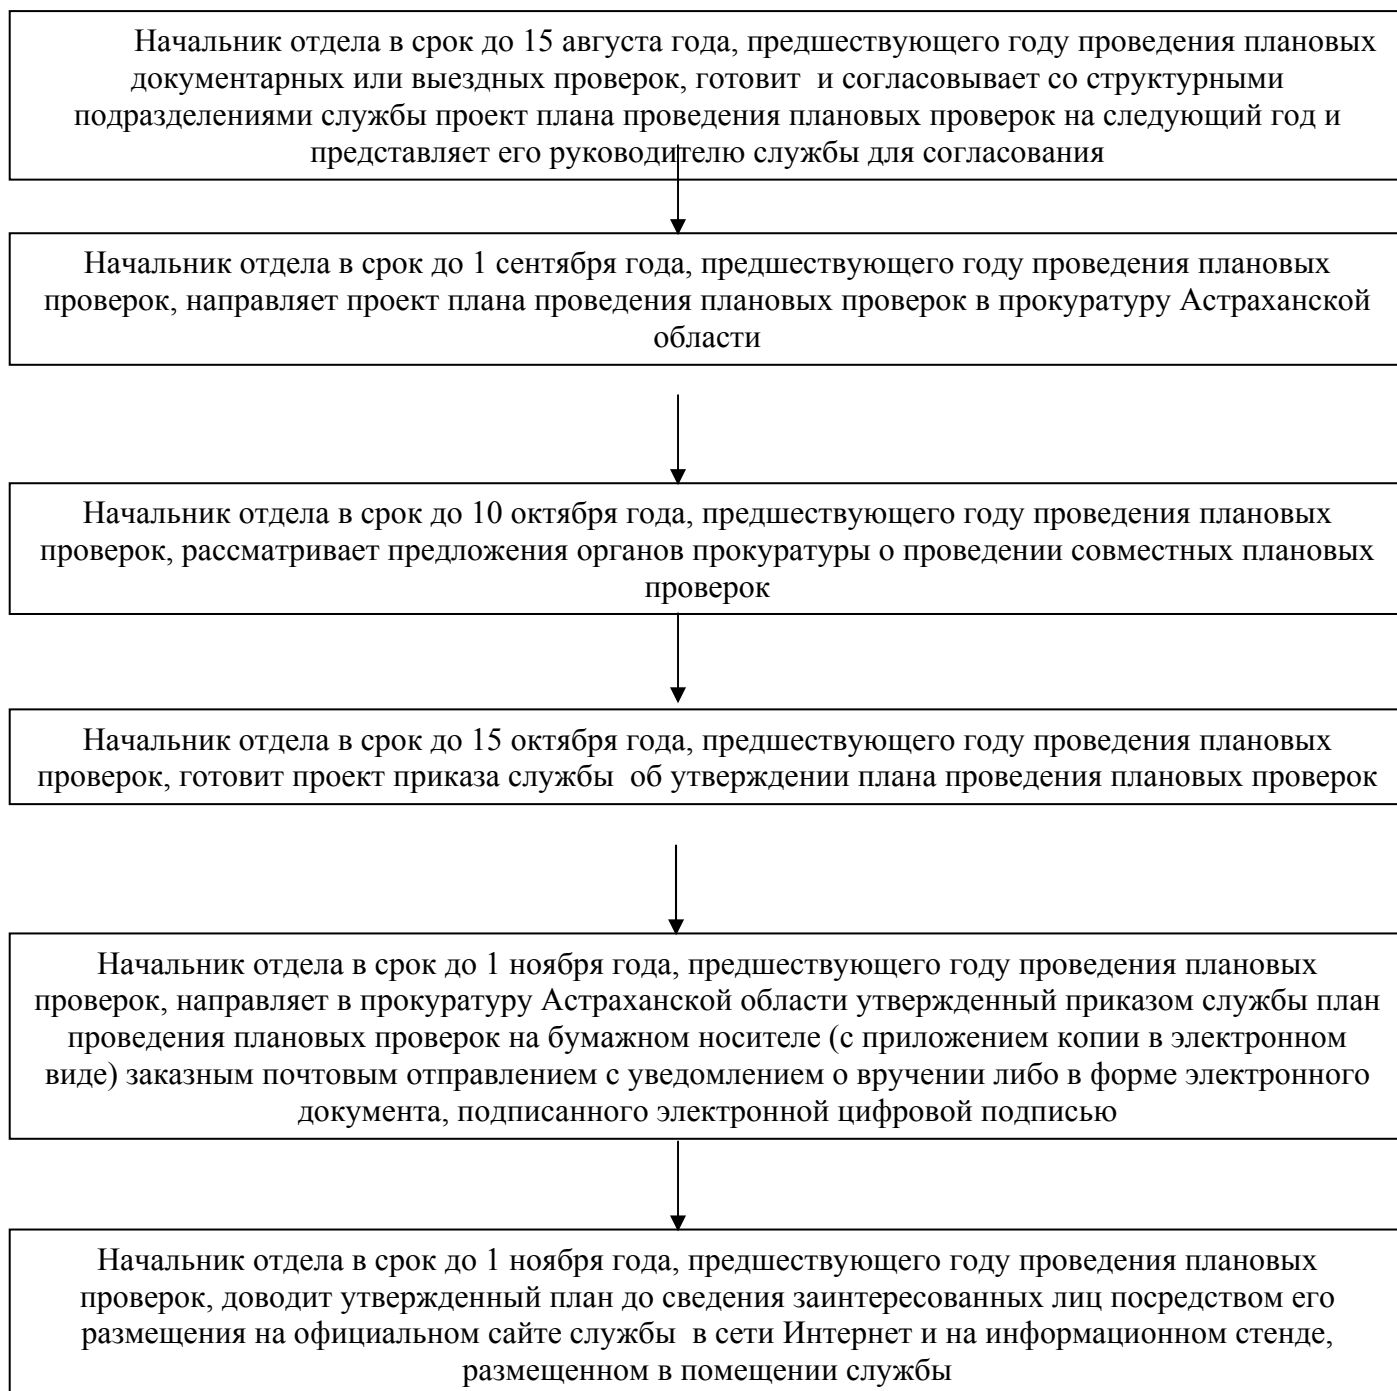 Начальник отдела в срок до 15 августа года, предшествующего году проведения плановых
документарных или выездных проверок, готовит  и согласовывает со структурными
подразделениями службы проект плана проведения плановых проверок на следующий год и
представляет его руководителю службы для согласования
Начальник отдела в срок до 1 сентября года, предшествующего году проведения плановых
проверок, направляет проект плана проведения плановых проверок в прокуратуру Астраханской
области
Начальник отдела в срок до 10 октября года, предшествующего году проведения плановых
проверок, рассматривает предложения органов прокуратуры о проведении совместных плановых
проверок
Начальник отдела в срок до 15 октября года, предшествующего году проведения плановых
проверок, готовит проект приказа службы  об утверждении плана проведения плановых проверок
Начальник отдела в срок до 1 ноября года, предшествующего году проведения плановых
проверок, направляет в прокуратуру Астраханской области утвержденный приказом службы план
проведения плановых проверок на бумажном носителе (с приложением копии в электронном
виде) заказным почтовым отправлением с уведомлением о вручении либо в форме электронного
документа, подписанного электронной цифровой подписью
Начальник отдела в срок до 1 ноября года, предшествующего году проведения плановых
проверок, доводит утвержденный план до сведения заинтересованных лиц посредством его
размещения на официальном сайте службы  в сети Интернет и на информационном стенде,
размещенном в помещении службы